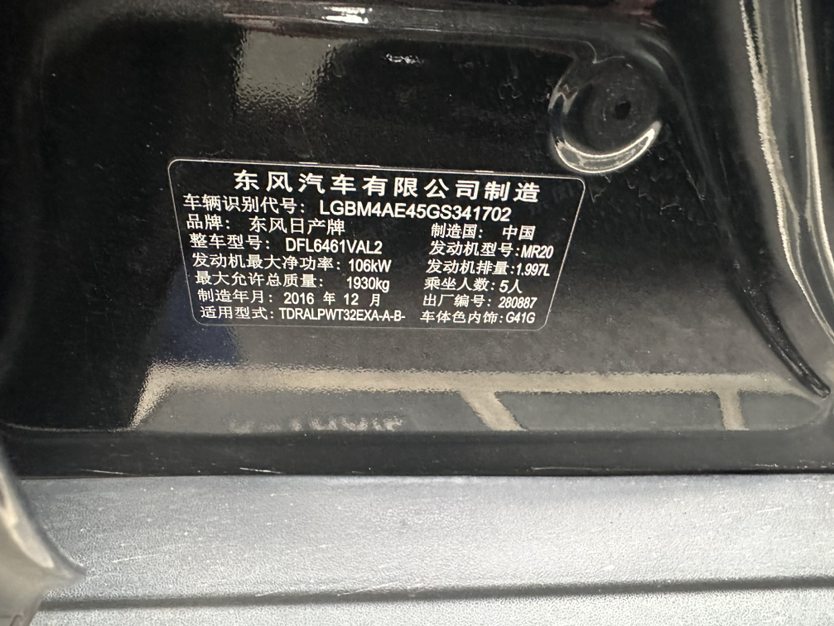 东风汽车有限公司制造
车辆识别代号: LGBM4AE45GS341702
品牌: 东风日产牌 制造国: 中国
整车型号: DFL6461VAL2 发动机型号:MR20
发动机最大净功率: 106kW 发动机排量:1.997L
最大允许总质量: 1930kg 乘坐人数:5人
制造年月: 2016 年 12 月 出厂编号: 280887
适用型式: TDRALPWT32EXA-A-B- 车体色内饰:G41G